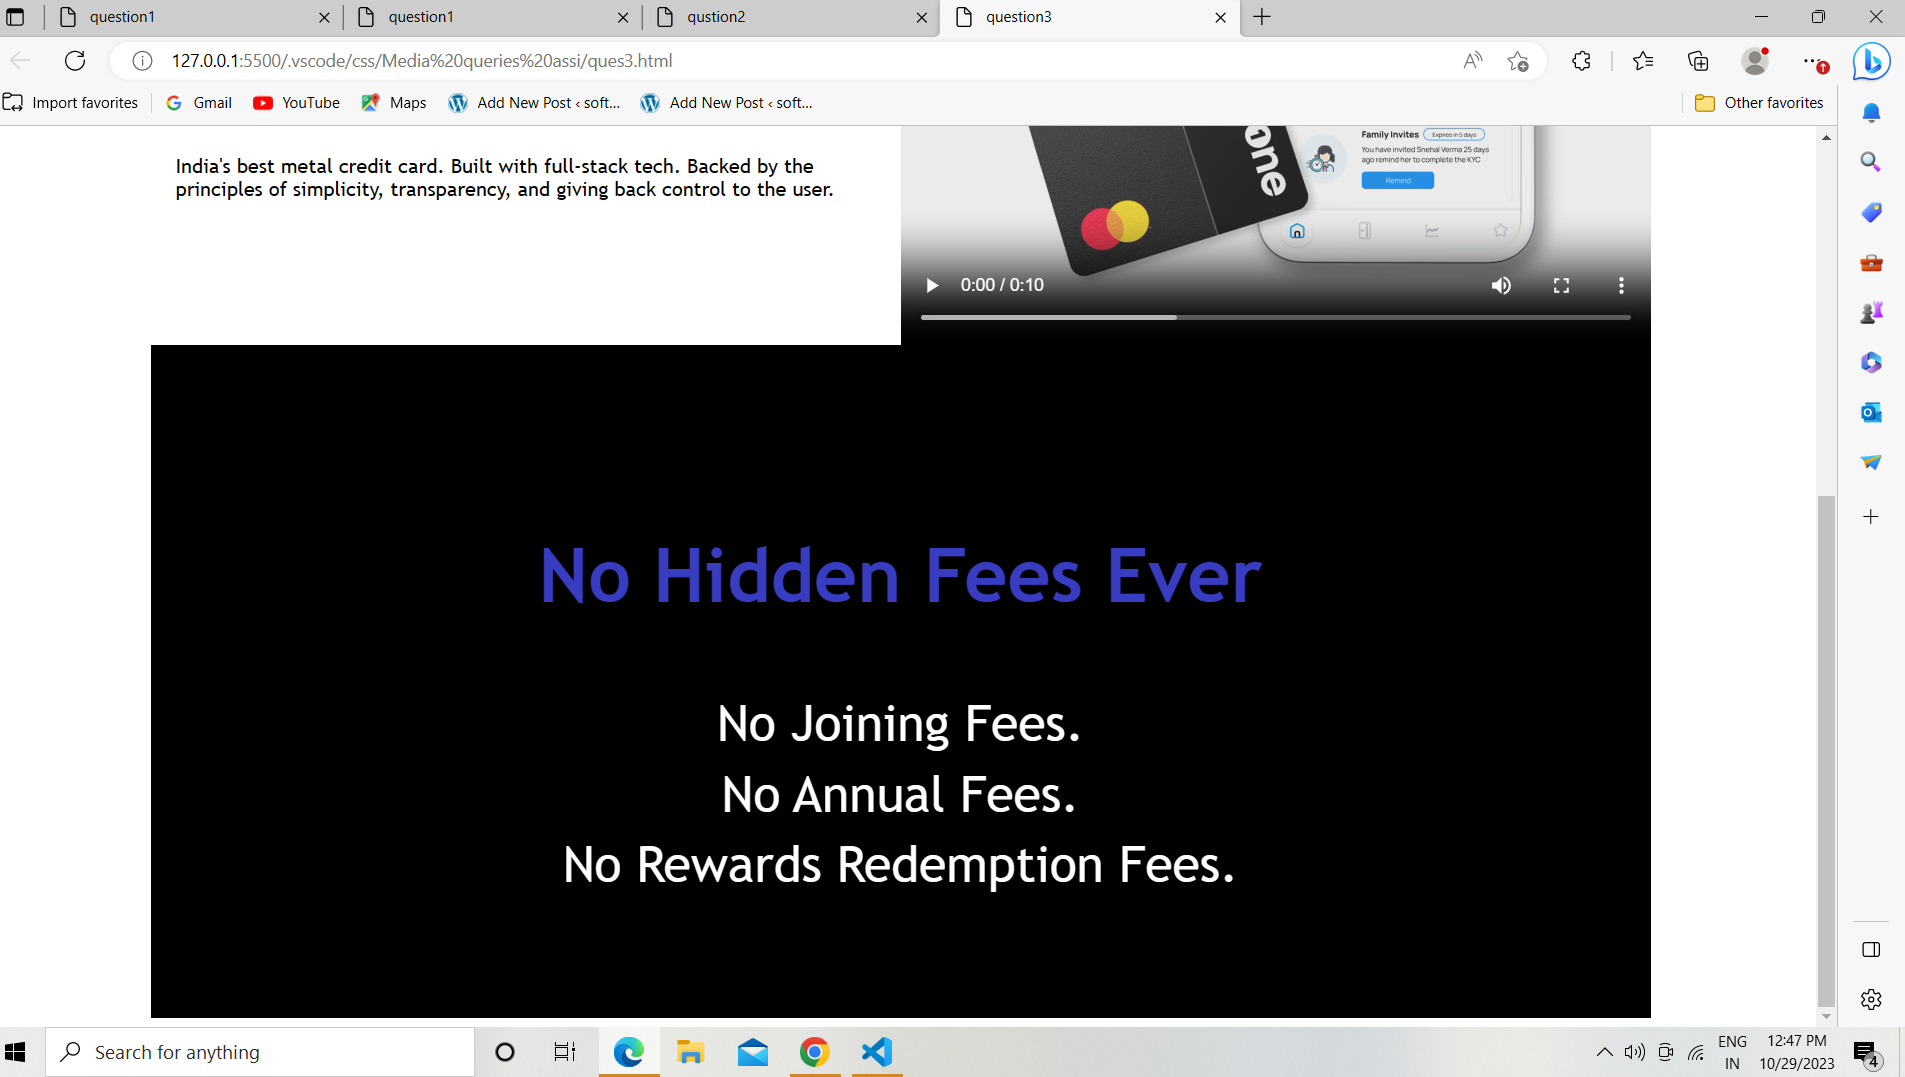 question1
question1
qustion2
question3
127.0.0.1:5500/.vscode/css/Media%20queries%20assi/ques3.html
Import favorites
Gmail
YouTube
Maps
Add New Post ‹ soft...
Add New Post ‹ soft...
Other favorites
India's best metal credit card. Built with full-stack tech. Backed by the
principles of simplicity, transparency, and giving back control to the user.
one
Family Invites
Expires in 5 days
You have invited Snehal Verma 25 days
ago remind her to complete the KYC
Remind
0:00 / 0:10
No Hidden Fees Ever
No Joining Fees.
No Annual Fees.
No Rewards Redemption Fees.
Search for anything
ENG
IN
12:47 PM
10/29/2023
4